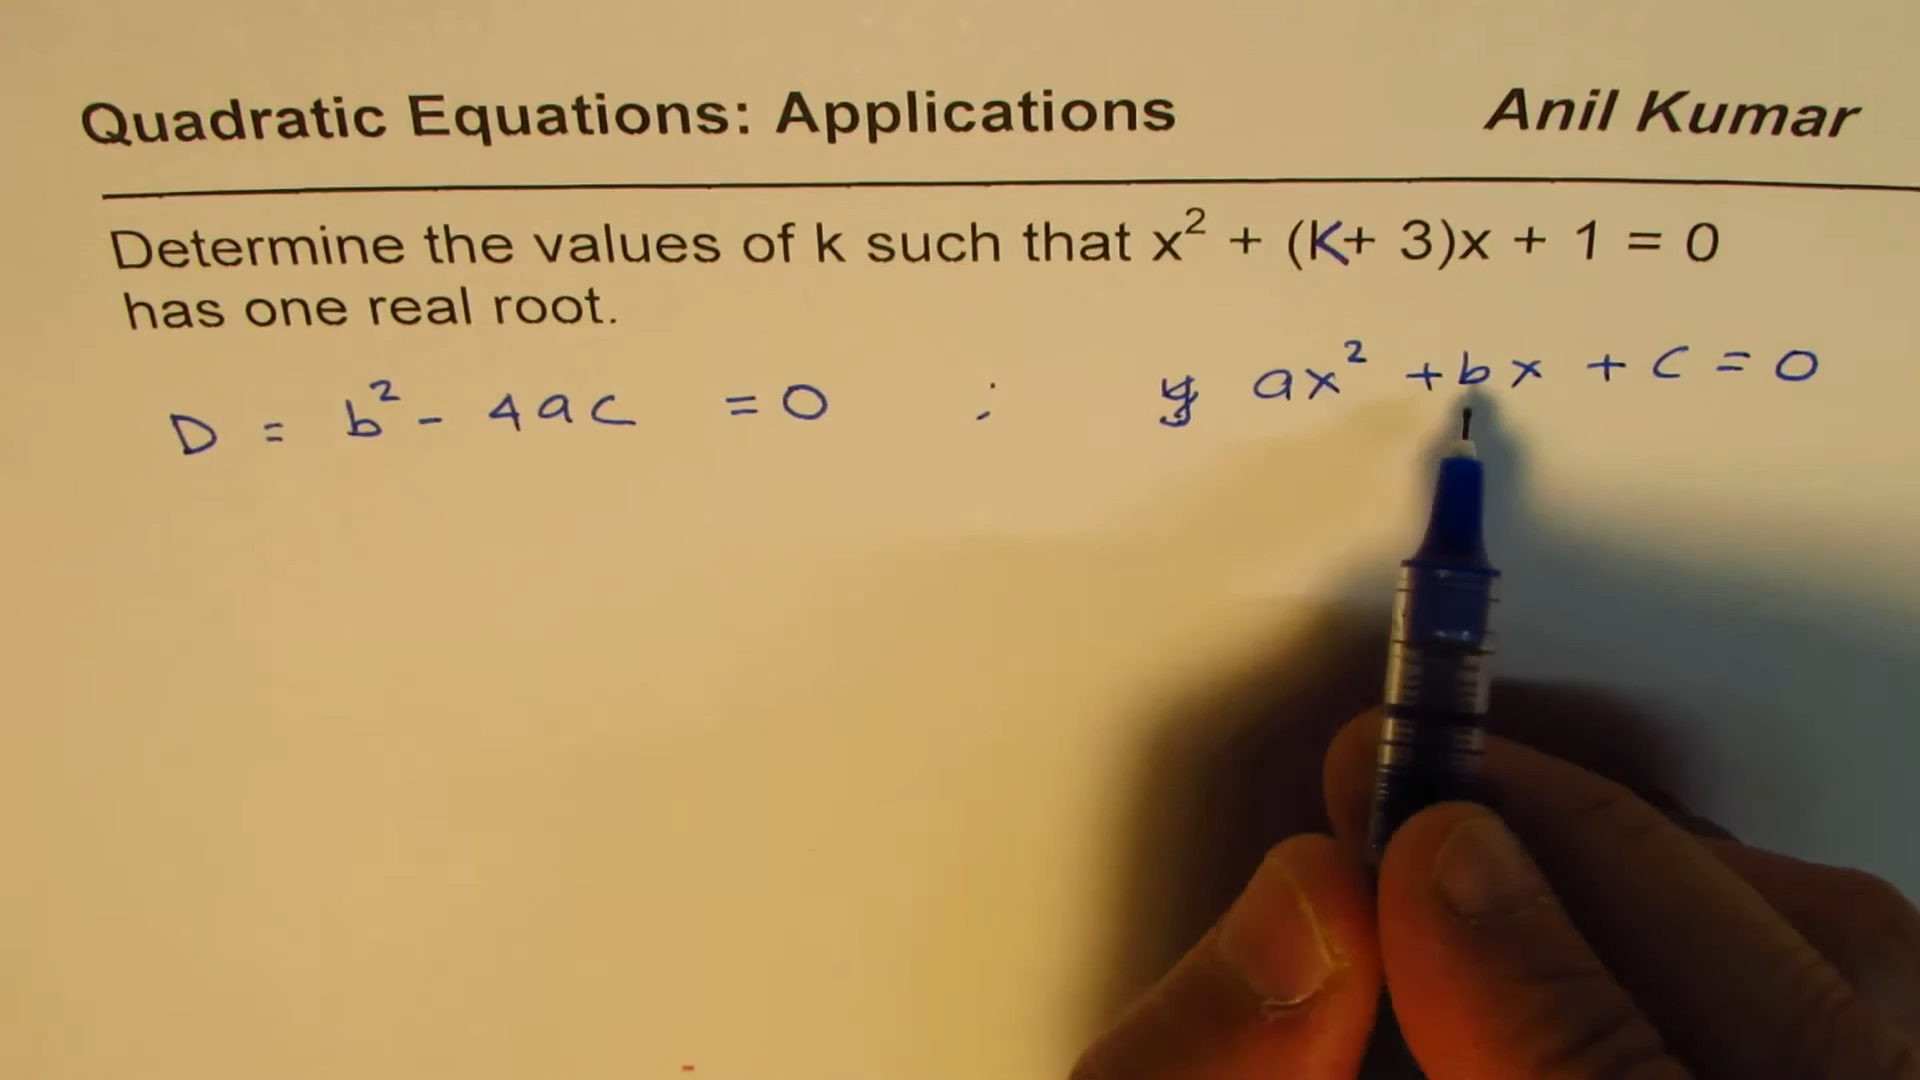 Quadratic Equations: Applications Anil Kumar
Determine the values of k such that x² + (K+ 3)x + 1 = 0
has one real root.
D = b² - 4ac = 0 ; ax² + bx + c = 0